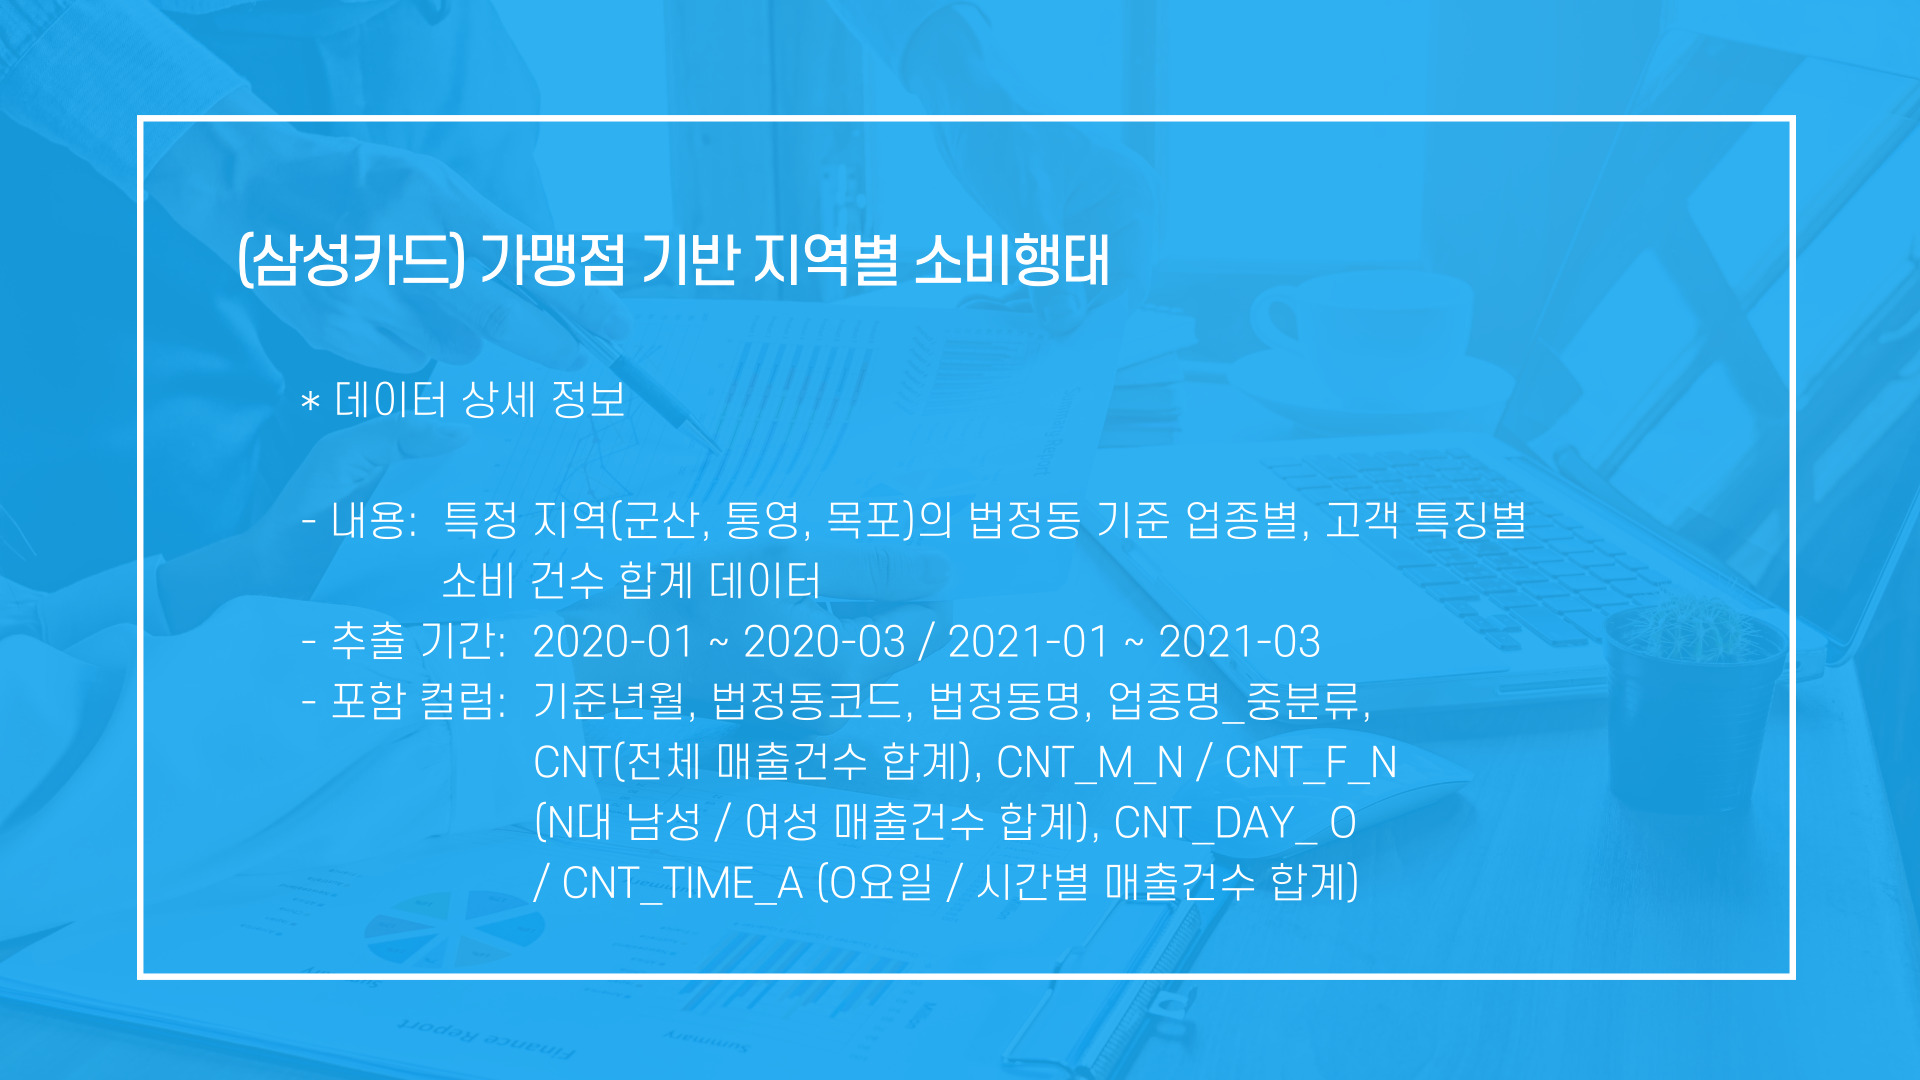 (삼성카드) 가맹점 기반 지역별 소비행태
* 데이터 상세 정보
- 내용: 특정 지역(군산, 통영, 목포)의 법정동 기준 업종별, 고객 특징별
소비 건수 합계 데이터
- 추출 기간: 2020-01 ~ 2020-03 / 2021-01 ~ 2021-03
- 포함 컬럼: 기준년월, 법정동코드, 법정동명, 업종명_중분류,
CNT(전체 매출건수 합계), CNT_M_N / CNT_F_N
(N대 남성 / 여성 매출건수 합계), CNT_DAY_ O
/ CNT_TIME_A (O요일 / 시간별 매출건수 합계)
Finance Report
Summary